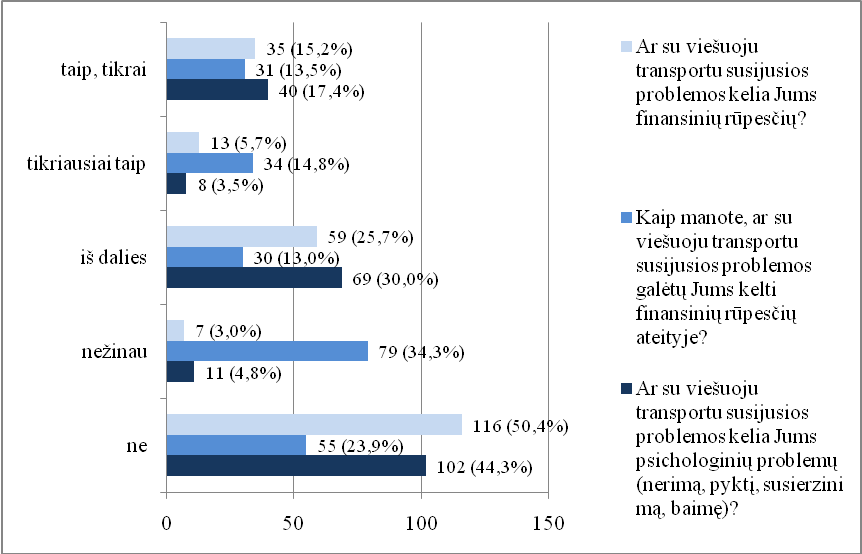 taip, tikrai
35 (15,2%)
31 (13,5%)
40 (17,4%)
tikriausiai taip
13 (5,7%)
34 (14,8%)
8 (3,5%)
iš dalies
59 (25,7%)
30 (13,0%)
69 (30,0%)
nežinau
7 (3,0%)
79 (34,3%)
11 (4,8%)
ne
116 (50,4%)
55 (23,9%)
102 (44,3%)
0
50
100
150
Ar su viešuoju
transportu susijusios
problemos kelia Jums
finansinių rūpesčių?
Kaip manote, ar su
viešuoju transportu
susijusios problemos
galėtų Jums kelti
finansinių rūpesčių
ateityje?
Ar su viešuoju
transportu susijusios
problemos kelia Jums
psichologinių problemų
(nerimą, pyktį, susierzini
mą, baimę)?